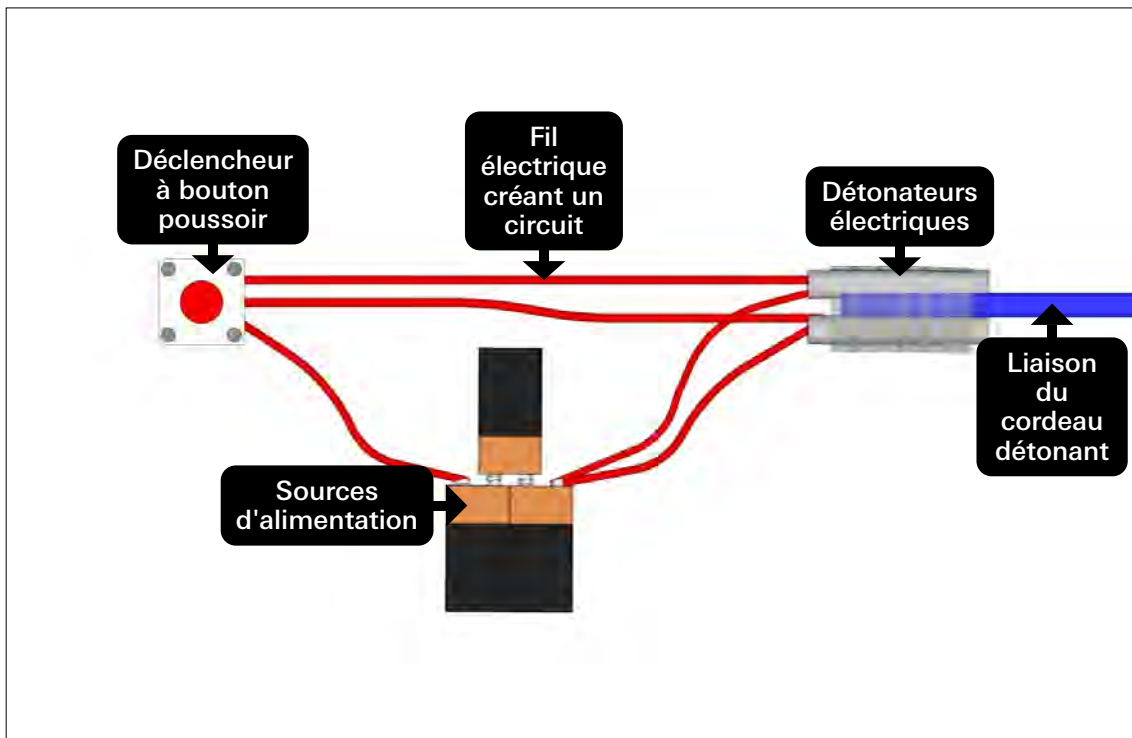 Déclencheur
à bouton
poussoir
Fil
électrique
créant un
circuit
Détonateurs
électriques
Liaison
du
cordeau
détonant
Sources
d'alimentation